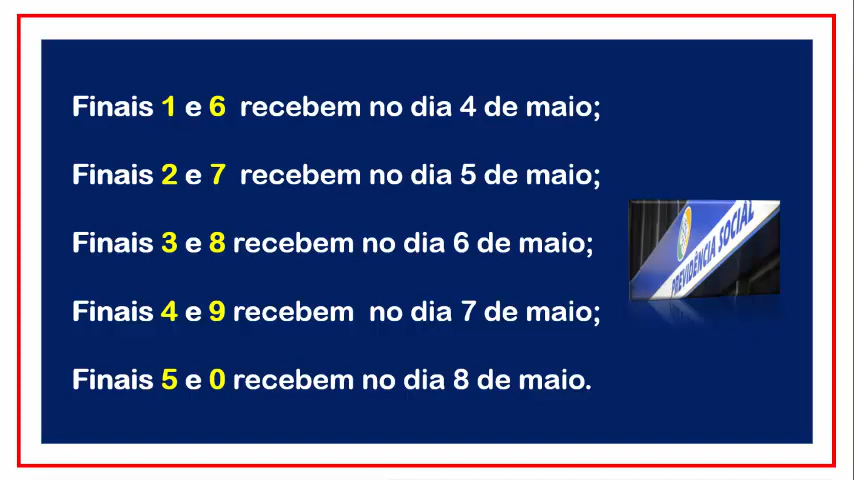 Finais 1 e 6 recebem no dia 4 de maio;
Finais 2 e 7 recebem no dia 5 de maio;
Finais 3 e 8 recebem no dia 6 de maio;
Finais 4 e 9 recebem no dia 7 de maio;
Finais 5 e 0 recebem no dia 8 de maio.
PREVIDÊNCIA SOCIAL